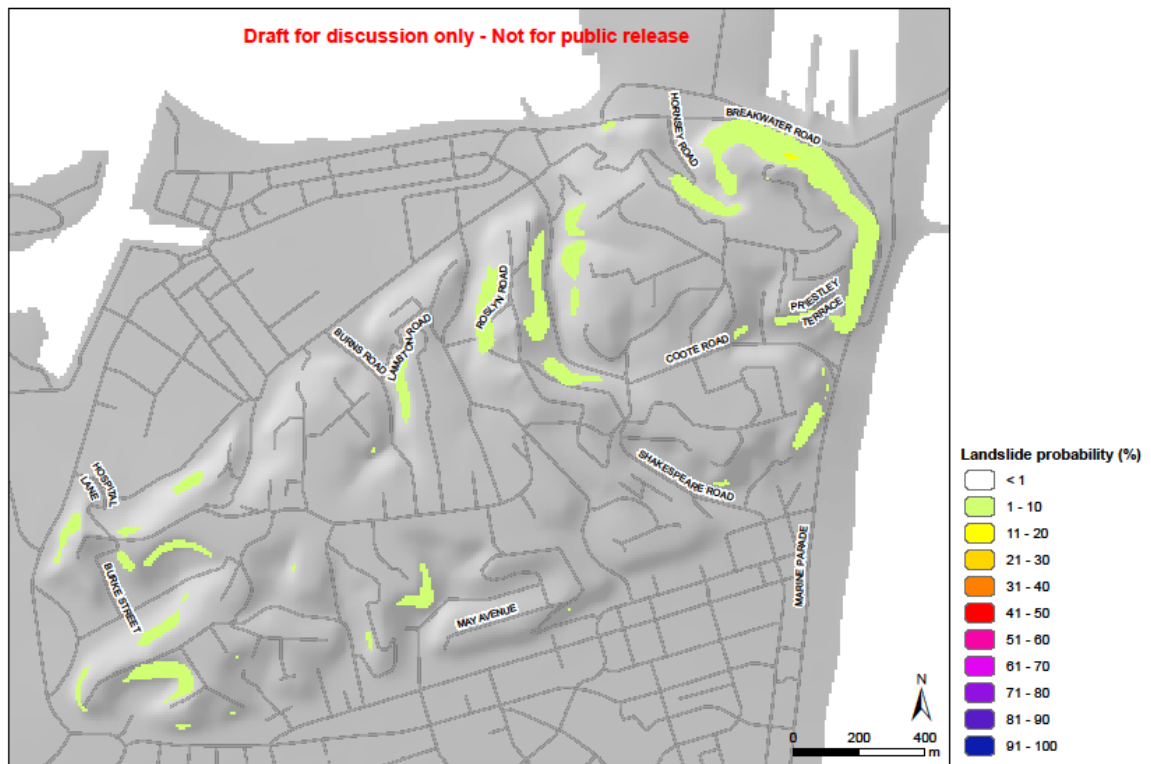 Draft for discussion only - Not for public release
HORNSEY ROAD
BREAKWATER ROAD
PRIESTLEY
TERRACE
ROSLYN ROAD
BURNS ROAD
LAMSTON ROAD
COOTE ROAD
SHAKESPEARE ROAD
HOSPITAL
LANE
BURKE STREET
MAY AVENUE
MARINE PARADE
N
0 200 400
m
Landslide probability (%)
< 1
1 - 10
11 - 20
21 - 30
31 - 40
41 - 50
51 - 60
61 - 70
71 - 80
81 - 90
91 - 100